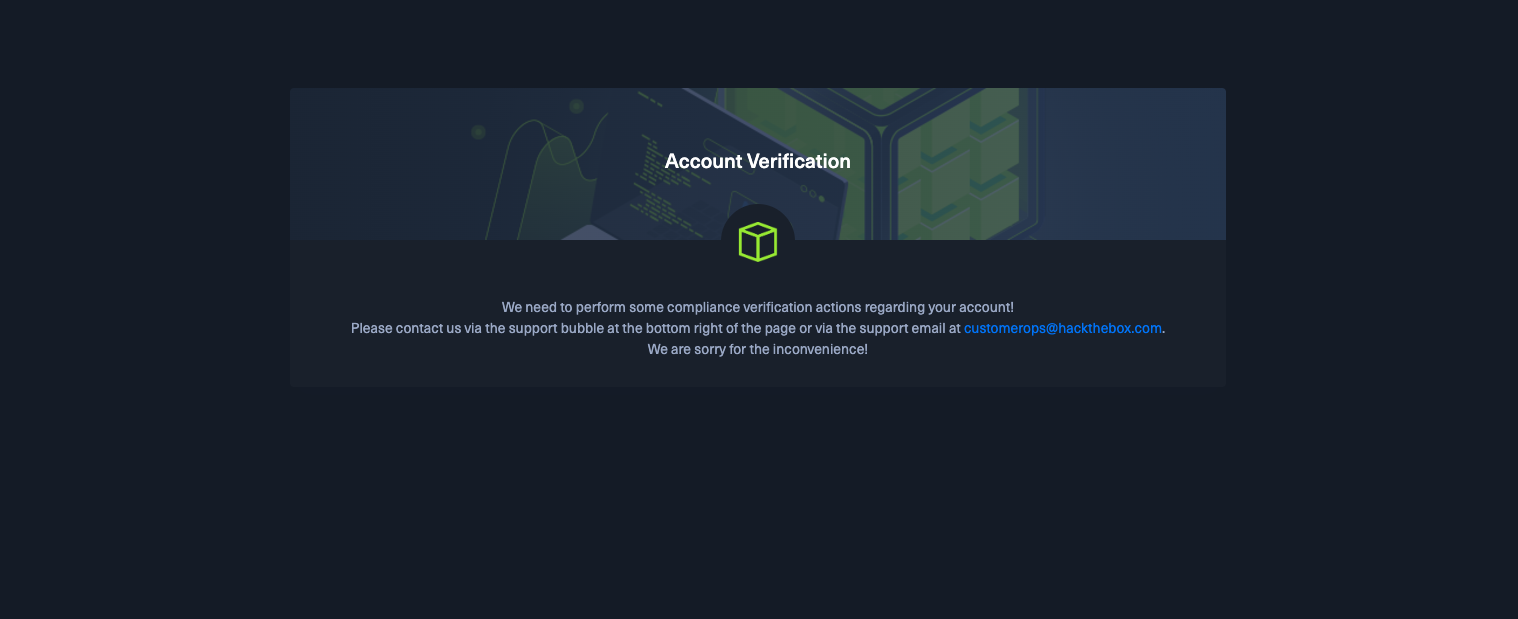 Account Verification
We need to perform some compliance verification actions regarding your account!
Please contact us via the support bubble at the bottom right of the page or via the support email at customerops@hackthebox.com.
We are sorry for the inconvenience!